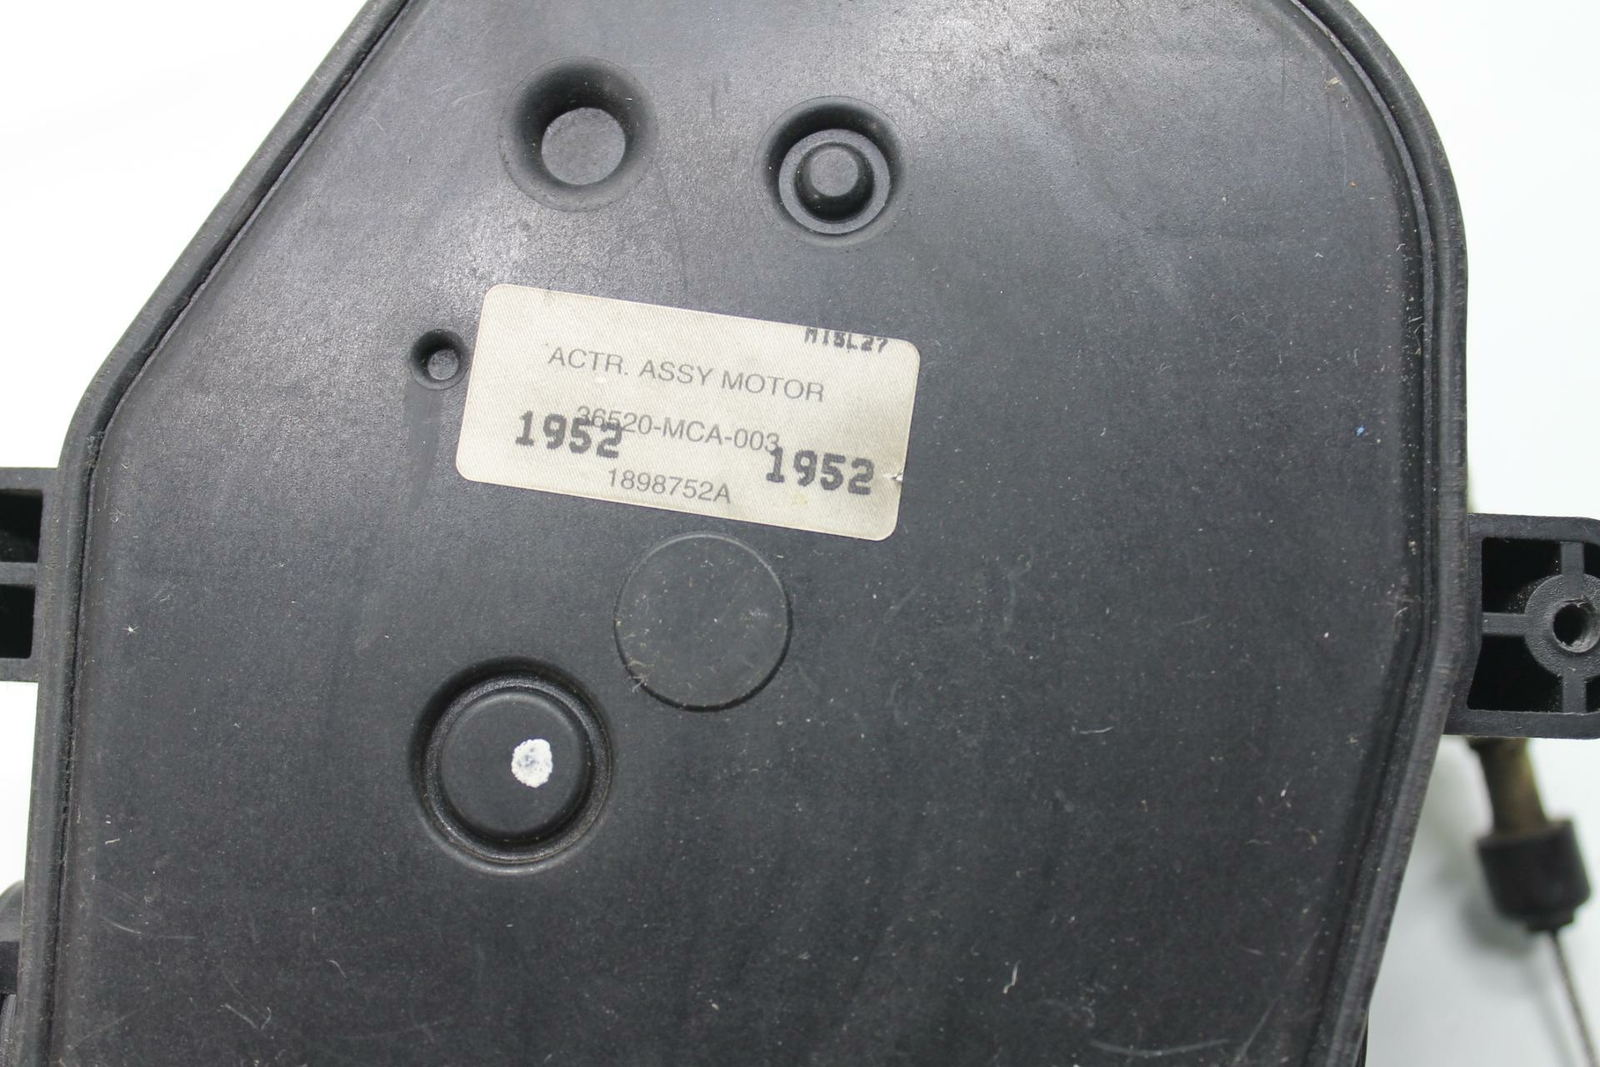 M15L27
ACTR. ASSY MOTOR
36520-MCA-003
1952
1952
1898752A